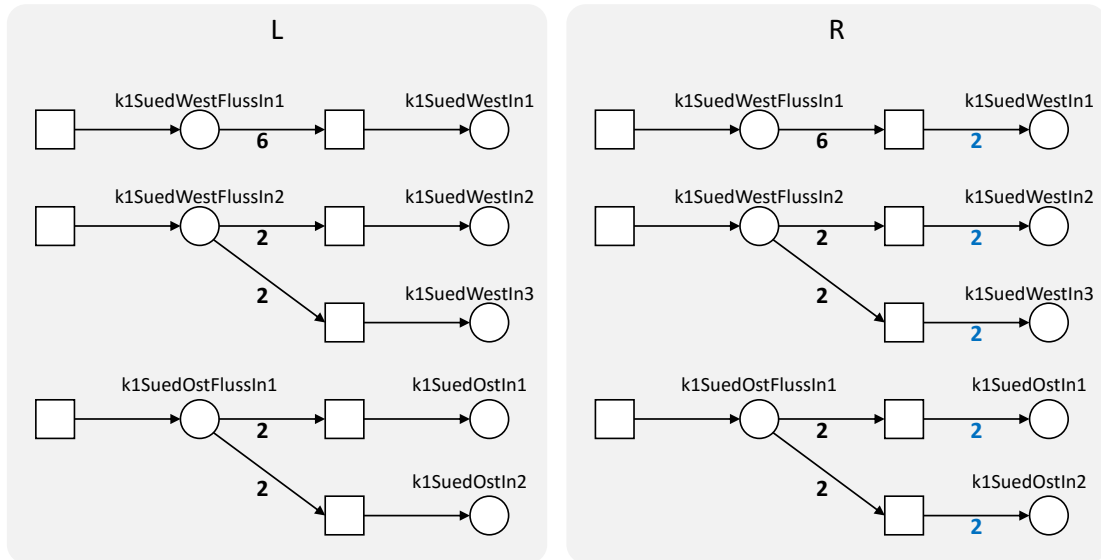 L
k1SuedWestFlussIn1 k1SuedWestIn1
6
k1SuedWestFlussIn2 k1SuedWestIn2
2
2 k1SuedWestIn3
k1SuedOstFlussIn1 k1SuedOstIn1
2
2 k1SuedOstIn2
R
k1SuedWestFlussIn1 k1SuedWestIn1
6 2
k1SuedWestFlussIn2 k1SuedWestIn2
2 2
2 k1SuedWestIn3
2
k1SuedOstFlussIn1 k1SuedOstIn1
2 2
2 k1SuedOstIn2
2